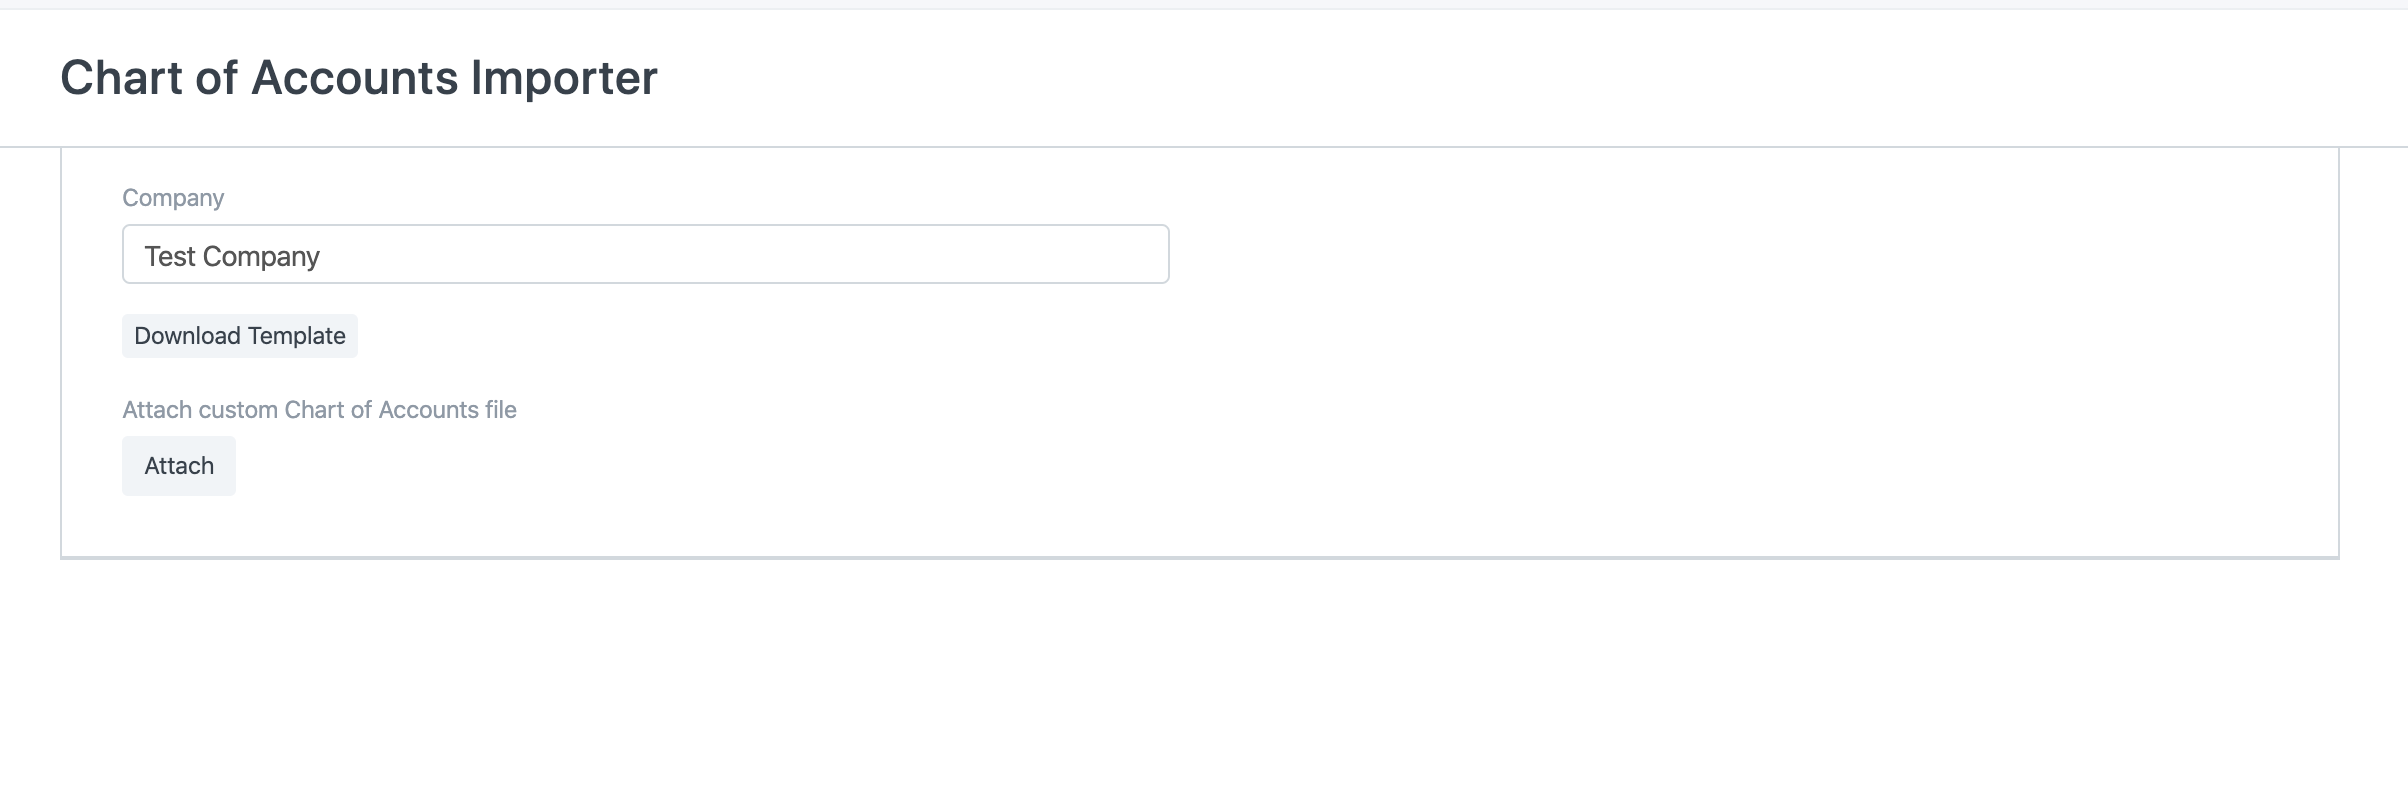 Chart of Accounts Importer
Company
Test Company
Download Template
Attach custom Chart of Accounts file
Attach